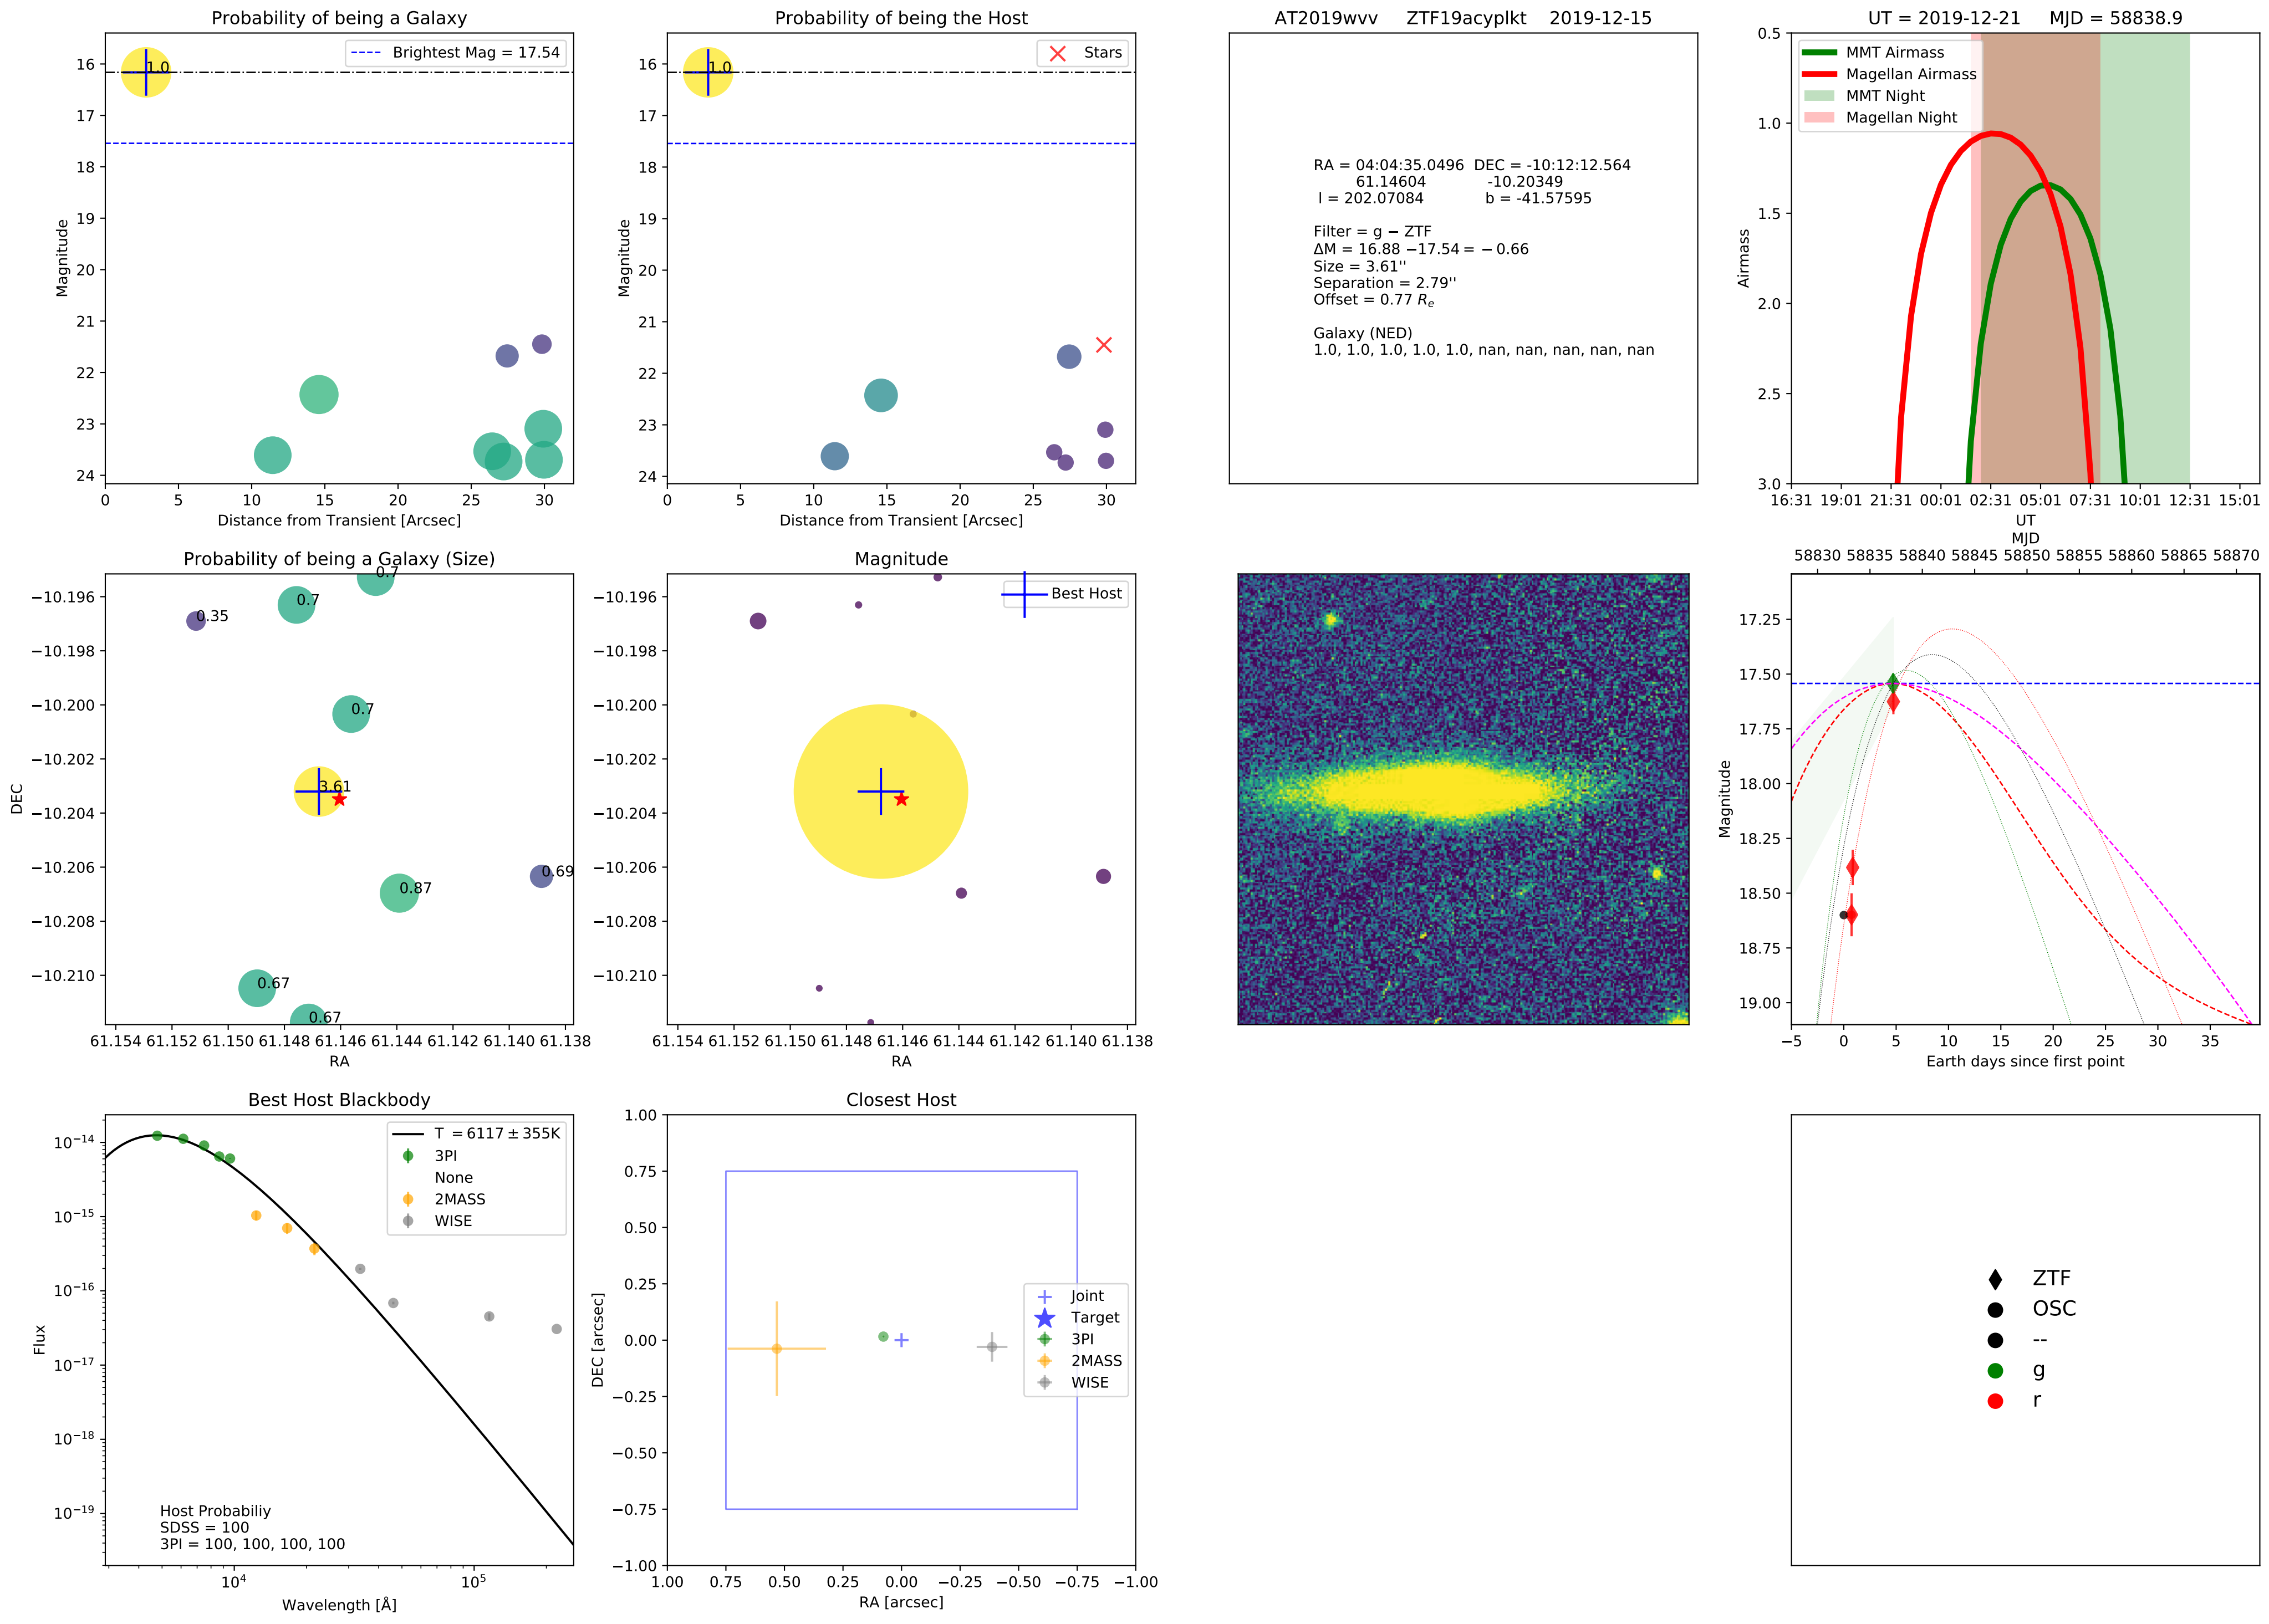 Probability of being a Galaxy
Brightest Mag = 17.54
1.0
Magnitude
16
17
18
19
20
21
22
23
24
0 5 10 15 20 25 30
Distance from Transient [Arcsec]
Probability of being the Host
Stars
1.0
Magnitude
16
17
18
19
20
21
22
23
24
0 5 10 15 20 25 30
Distance from Transient [Arcsec]
AT2019wvv ZTF19acyplkt 2019-12-15
RA = 04:04:35.0496 DEC = -10:12:12.564
61.14604 -10.20349
l = 202.07084 b = -41.57595
Filter = g − ZTF
ΔM = 16.88 −17.54 = − 0.66
Size = 3.61''
Separation = 2.79''
Offset = 0.77 Re
Galaxy (NED)
1.0, 1.0, 1.0, 1.0, 1.0, nan, nan, nan, nan, nan
UT = 2019-12-21 MJD = 58838.9
MMT Airmass
Magellan Airmass
MMT Night
Magellan Night
Airmass
0.5
1.0
1.5
2.0
2.5
3.0
16:31 19:01 21:31 00:01 02:31 05:01 07:31 10:01 12:31 15:01
UT
Probability of being a Galaxy (Size)
0.7
0.7
0.35
0.7
3.61
0.69
0.87
0.67
0.67
DEC
−10.196
−10.198
−10.200
−10.202
−10.204
−10.206
−10.208
−10.210
61.154 61.152 61.150 61.148 61.146 61.144 61.142 61.140 61.138
RA
Magnitude
Best Host
−10.196
−10.198
−10.200
−10.202
−10.204
−10.206
−10.208
−10.210
61.154 61.152 61.150 61.148 61.146 61.144 61.142 61.140 61.138
RA
MJD
58830 58835 58840 58845 58850 58855 58860 58865 58870
Magnitude
17.25
17.50
17.75
18.00
18.25
18.50
18.75
19.00
−5 0 5 10 15 20 25 30 35
Earth days since first point
Best Host Blackbody
T = 6117 ± 355K
3PI
None
2MASS
WISE
Flux
10−14
10−15
10−16
10−17
10−18
10−19
Host Probabiliy
SDSS = 100
3PI = 100, 100, 100, 100
104 105
Wavelength [Å]
Closest Host
Joint
Target
3PI
2MASS
WISE
DEC [arcsec]
1.00
0.75
0.50
0.25
0.00
−0.25
−0.50
−0.75
−1.00
1.00 0.75 0.50 0.25 0.00 −0.25 −0.50 −0.75 −1.00
RA [arcsec]
ZTF
OSC
--
g
r